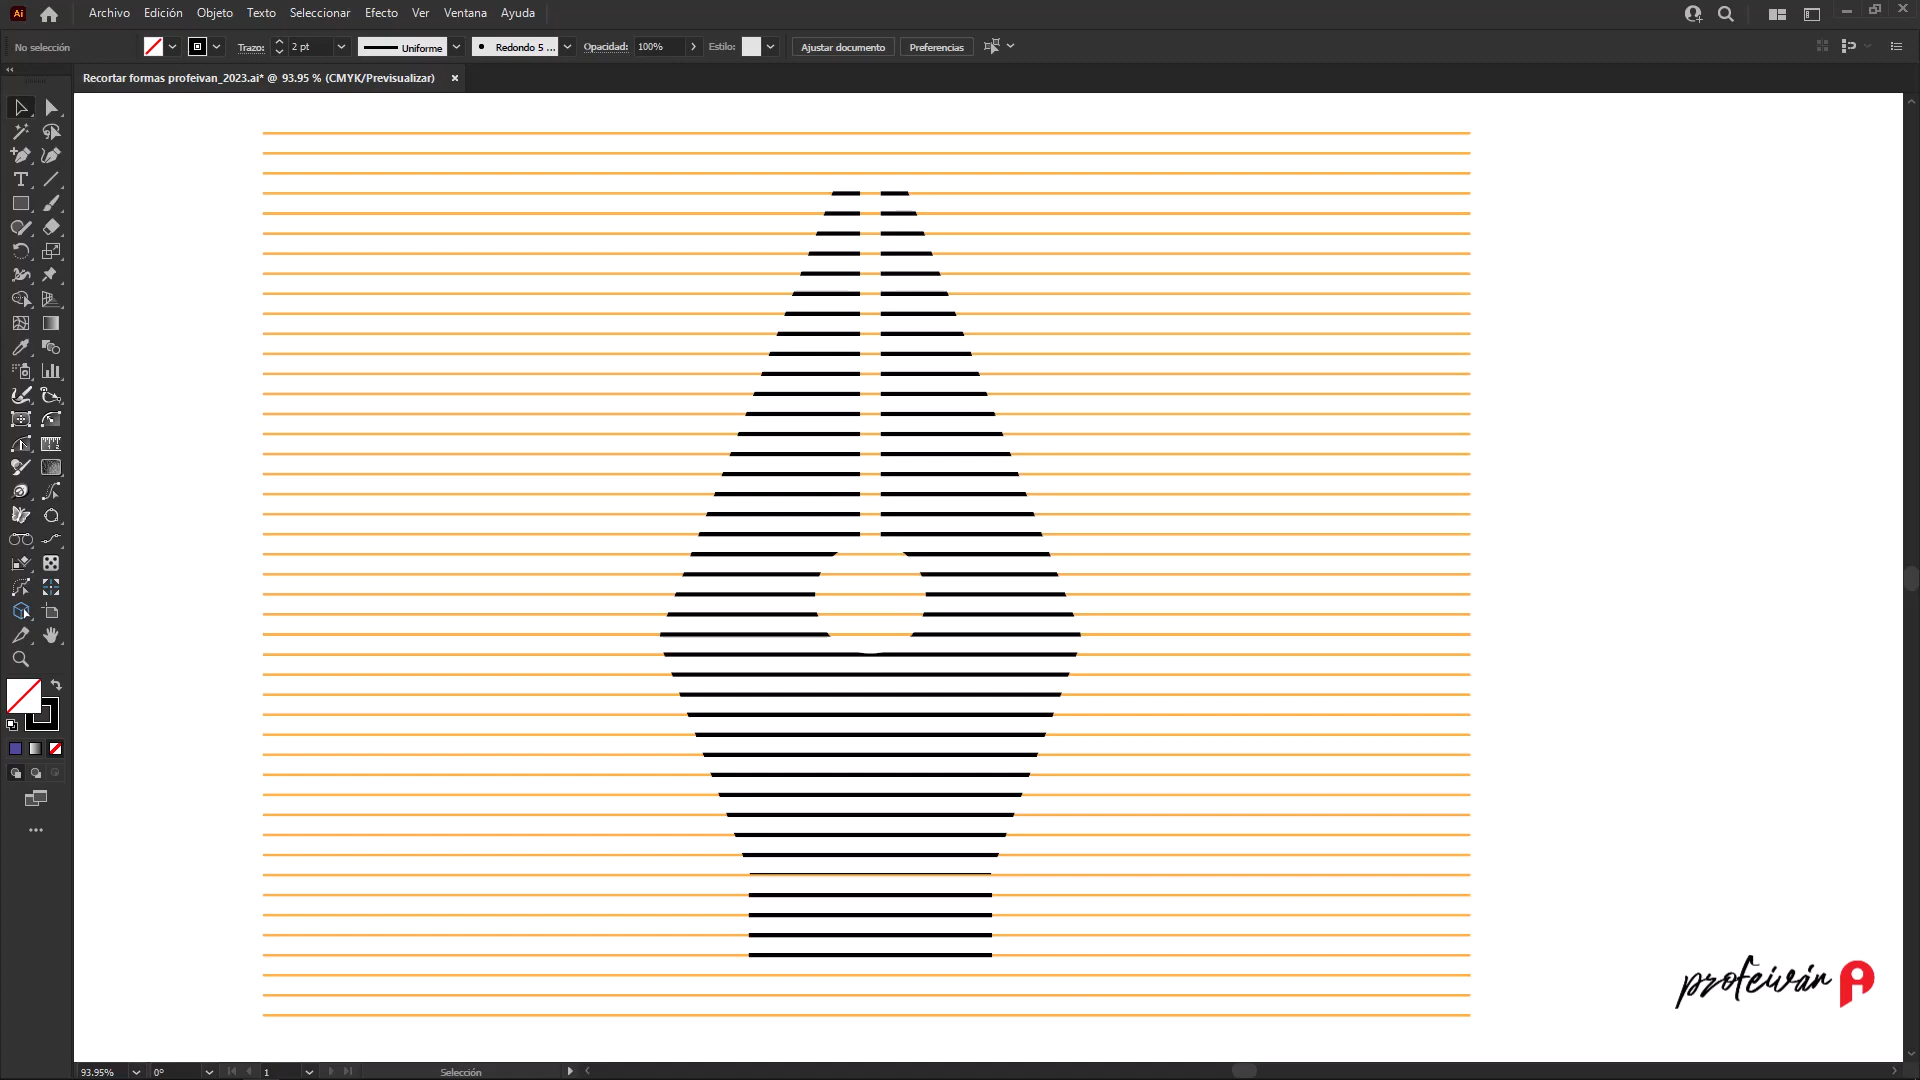 Ai Archivo Edición Objeto Texto Seleccionar Efecto Ver Ventana Ayuda
No selección Trazo: 2 pt Uniforme Redondo 5 ... Opacidad: 100% Estilo: Ajustar documento Preferencias
Recortar formas profeivan_2023.ai* @ 93.95 % (CMYK/Previsualizar)
profeiván
93.95% 0° 1 Selección